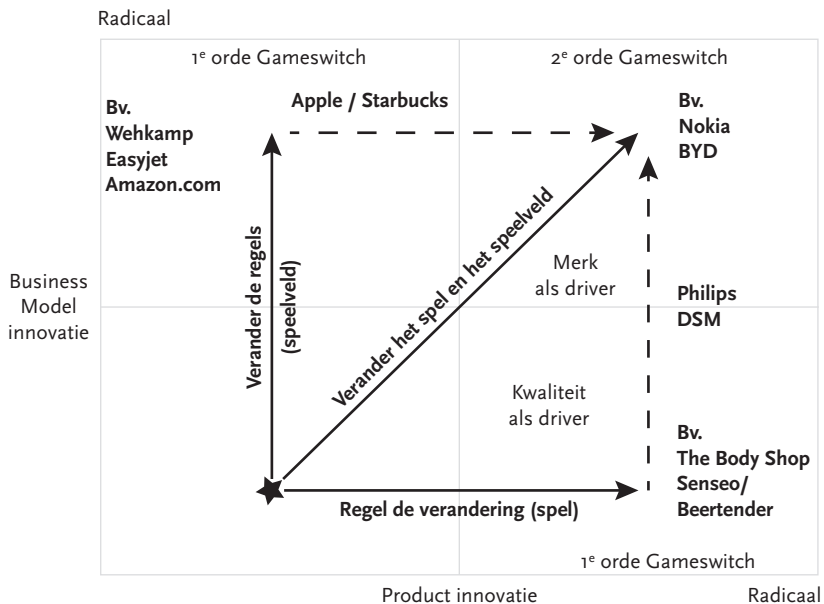 Radicaal
1e orde Gameswitch
2e orde Gameswitch
Bv.
Wehkamp
Easyjet
Amazon.com
Apple / Starbucks
Bv.
Nokia
BYD
Verander de regels
(speelveld)
Verander het spel en het speelveld
Merk
als driver
Business
Model
innovatie
Philips
DSM
Kwaliteit
als driver
Bv.
The Body Shop
Senseo/
Beertender
Regel de verandering (spel)
1e orde Gameswitch
Product innovatie
Radicaal